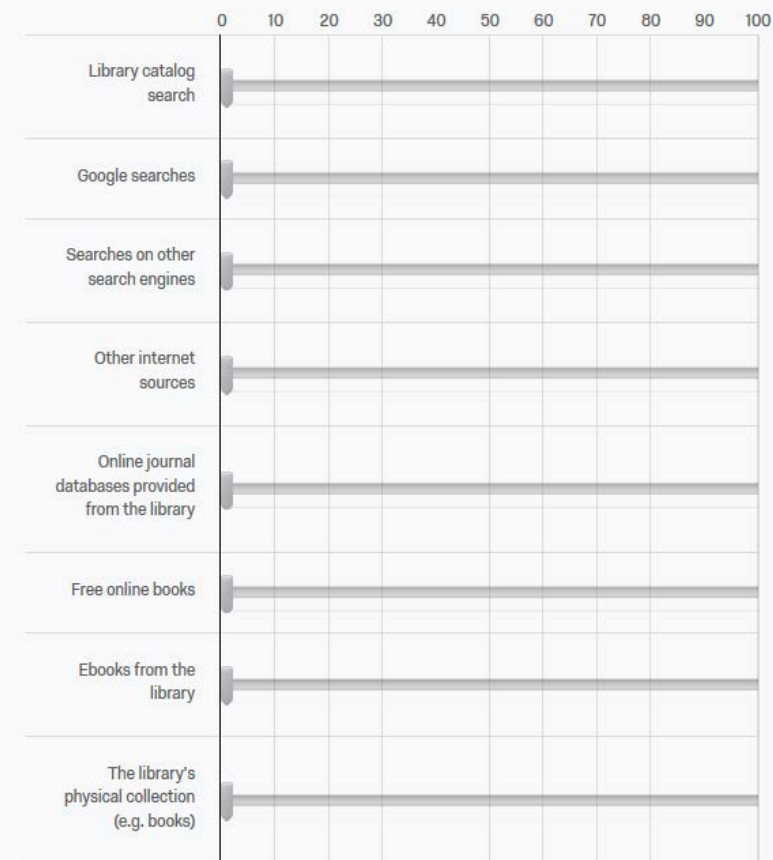 0 10 20 30 40 50 60 70 80 90 100
Library catalog
search
Google searches
Searches on other
search engines
Other internet
sources
Online journal
databases provided
from the library
Free online books
Ebooks from the
library
The library's
physical collection
(e.g. books)